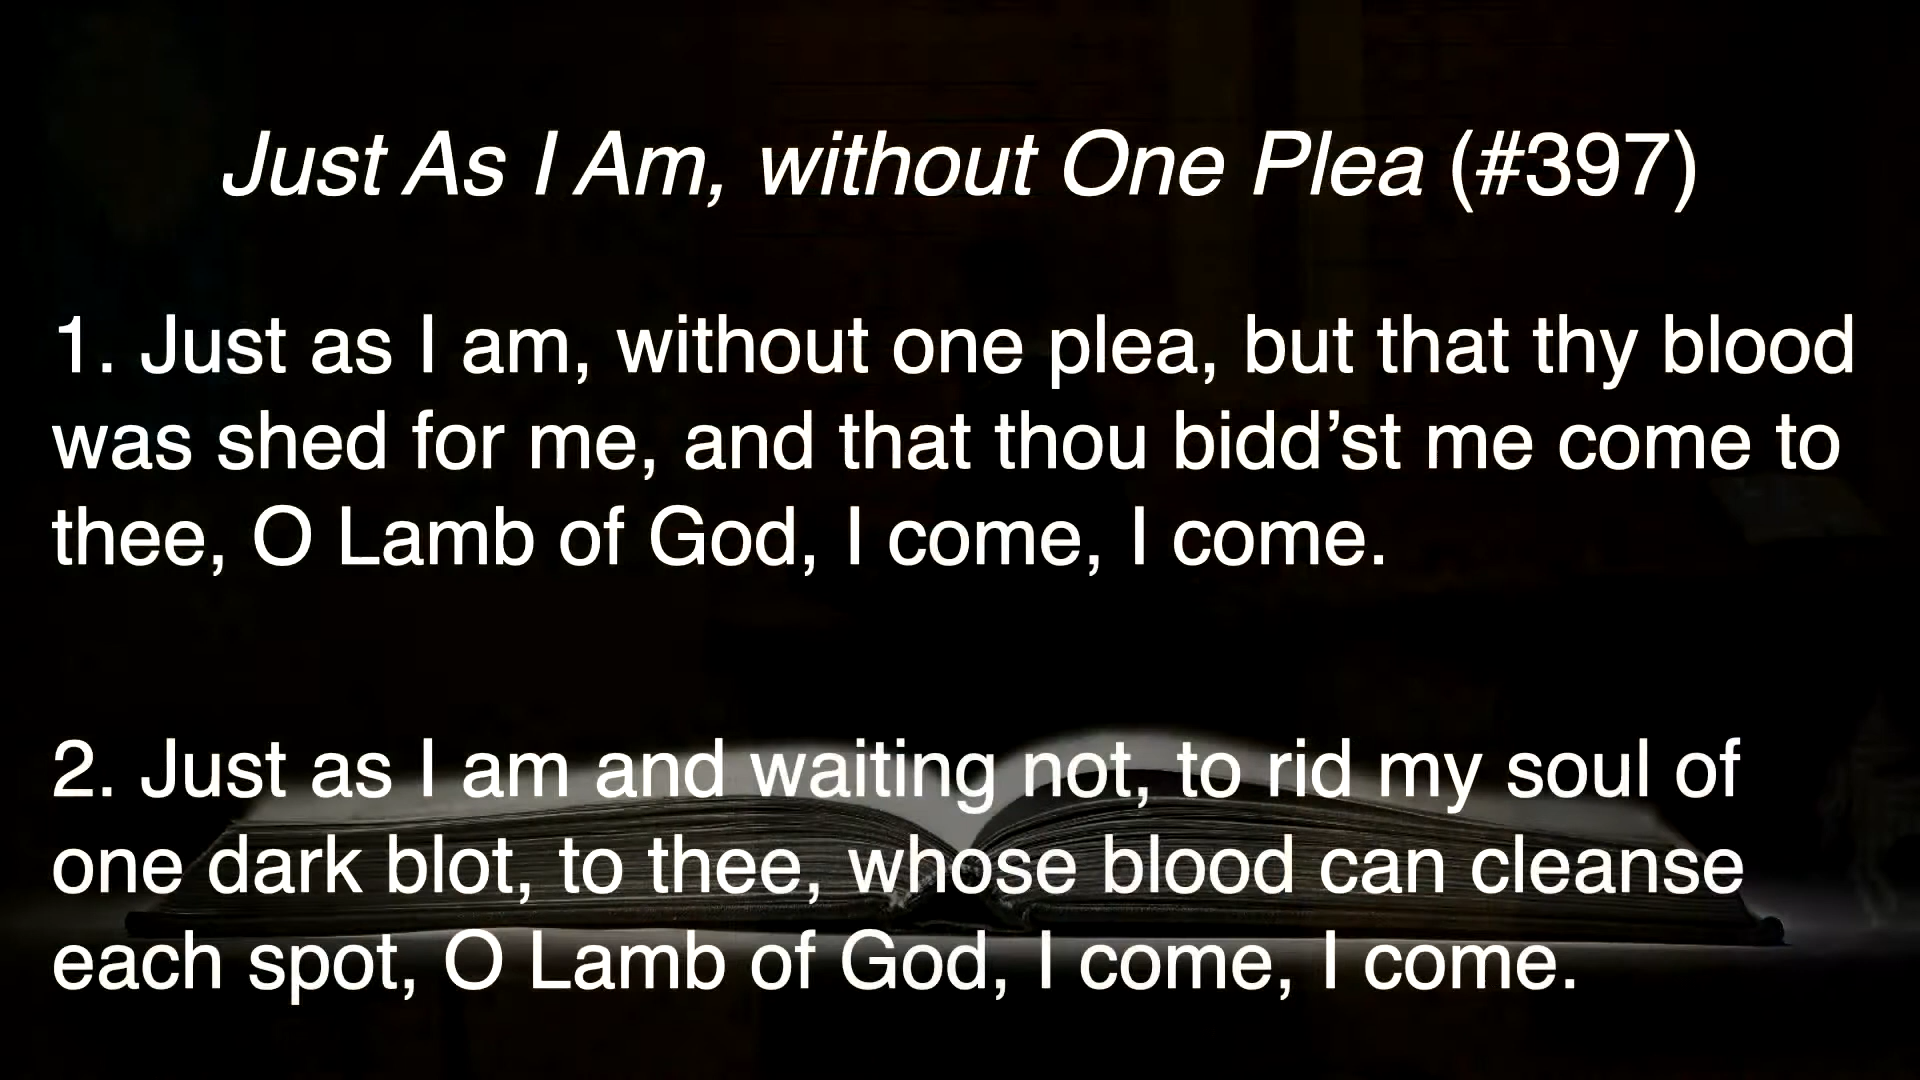 Just As I Am, without One Plea (#397)
1. Just as I am, without one plea, but that thy blood
was shed for me, and that thou bidd’st me come to
thee, O Lamb of God, I come, I come.
2. Just as I am and waiting not, to rid my soul of
one dark blot, to thee, whose blood can cleanse
each spot, O Lamb of God, I come, I come.